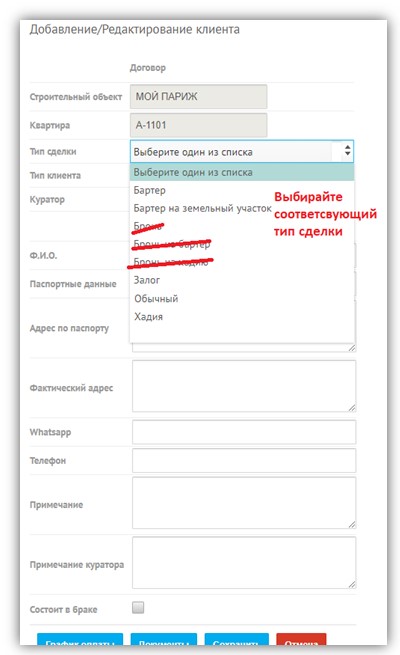 Добавление/Редактирование клиента
Договор
Строительный объект МОЙ ПАРИЖ
Квартира А-1101
Тип сделки Выберите один из списка
Тип клиента Выберите один из списка
Бартер
Куратор Бартер на земельный участок
Выбирайте
соответсвующий
тип сделки
Бронь
Бронь на бартер
Ф.И.О.
Бронь на хадию
Паспортные данные Залог
Обычный
Адрес по паспорту Хадия
Фактический адрес
Whatsapp
Телефон
Примечание
Примечание куратора
Состоит в браке
График оплаты Документы Сохранить Отмена